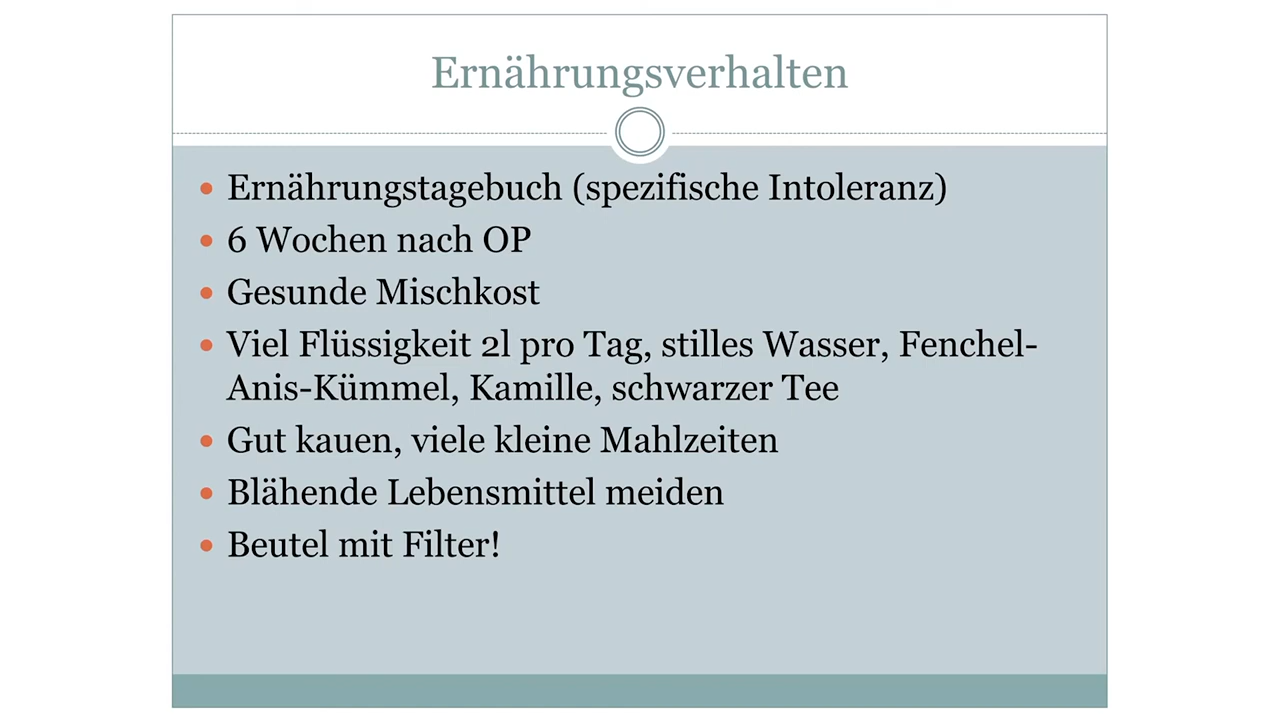 Ernährungsverhalten
Ernährungstagebuch (spezifische Intoleranz)
6 Wochen nach OP
Gesunde Mischkost
Viel Flüssigkeit 2l pro Tag, stilles Wasser, Fenchel-
Anis-Kümmel, Kamille, schwarzer Tee
Gut kauen, viele kleine Mahlzeiten
Blähende Lebensmittel meiden
Beutel mit Filter!